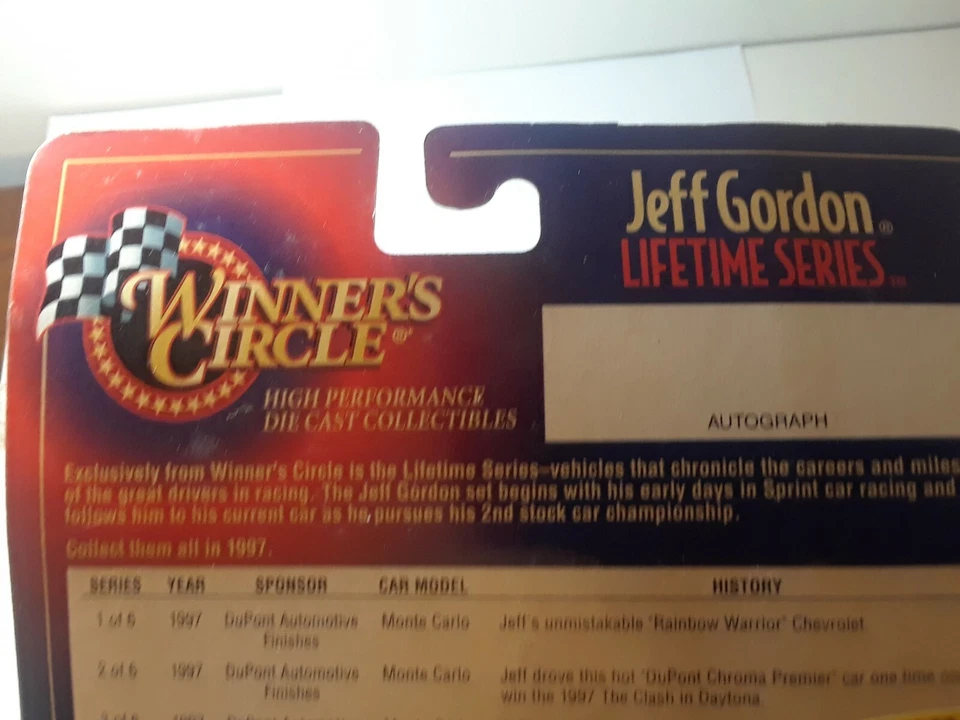 WINNER'S
CIRCLE®
HIGH PERFORMANCE
DIE CAST COLLECTIBLES
Jeff Gordon®
LIFETIME SERIES™
AUTOGRAPH
Exclusively from Winner's Circle is the Lifetime Series–vehicles that chronicle the careers and miles
of the great drivers in racing. The Jeff Gordon set begins with his early days in Sprint car racing and
follows him to his current car as he pursues his 2nd stock car championship.
Collect them all in 1997.
SERIES YEAR SPONSOR CAR MODEL HISTORY
1 of 6 1997 DuPont Automotive Monte Carlo Jeff's unmistakable "Rainbow Warrior" Chevrolet
Finishes
2 of 6 1997 DuPont Automotive Monte Carlo Jeff drove this hot "DuPont Chroma Premier" car one time
Finishes win the 1997 The Clash in Daytona.